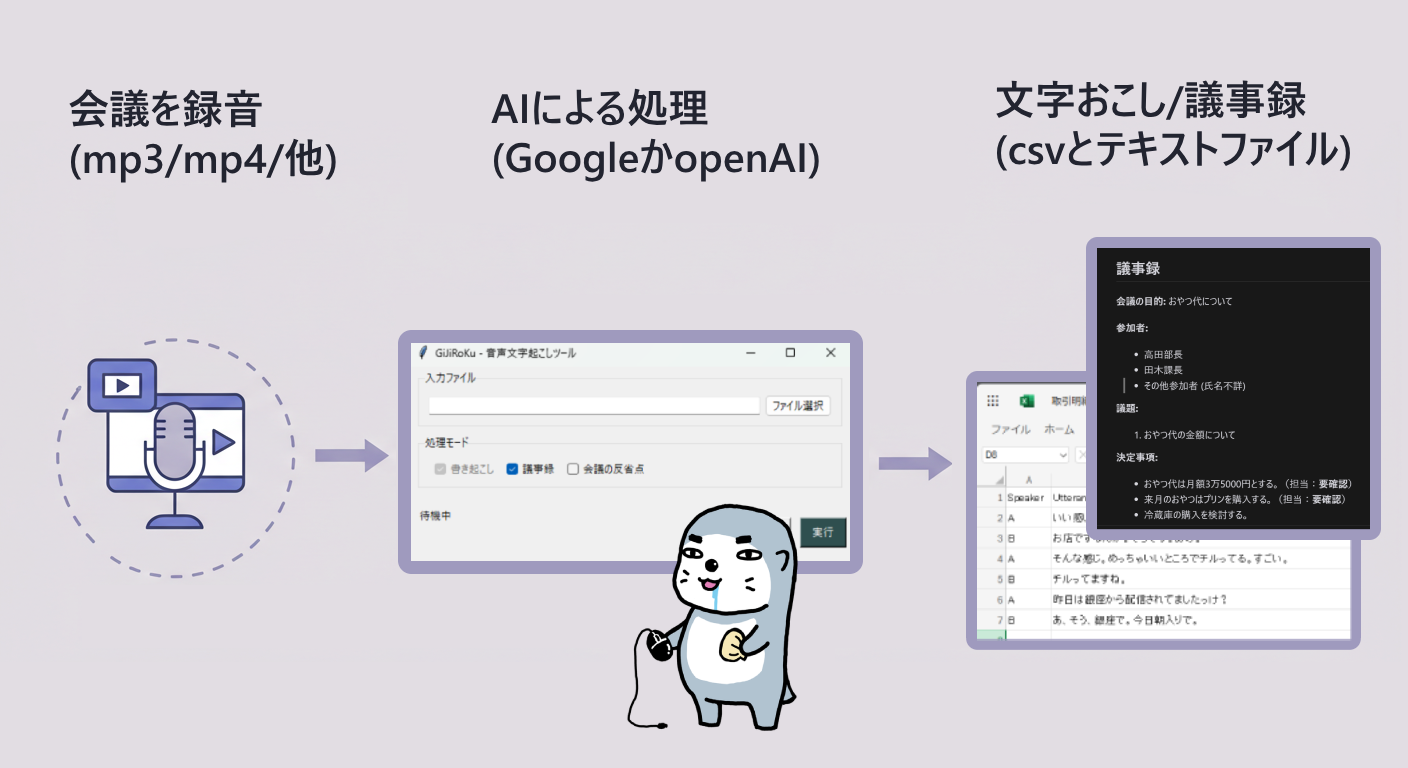 会議を録音
(mp3/mp4/他)
AIによる処理
(GoogleかopenAI)
文字おこし/議事録
(csvとテキストファイル)
GiJiRoKu - 音声文字起こしツール
入力ファイル
ファイル選択
処理モード
書き起こし 議事録 会議の反省点
待機中
実行
議事録
会議の目的: おやつ代について
参加者:
• 高田部長
• 田木課長
• その他参加者 (氏名不詳)
議題:
1. おやつ代の金額について
決定事項:
• おやつ代は月額3万5000円とする。（担当：要確認）
• 来月のおやつはプリンを購入する。（担当：要確認）
• 冷蔵庫の購入を検討する。
取引明細
ファイル ホーム
D8
A
1 Speaker Utteran
2 A いい感
3 B お店です
4 A そんな感じ。めっちゃいいところでチルってる。すごい。
5 B チルってますね。
6 A 昨日は銀座から配信されてましたっけ？
7 B あ、そう、銀座で。今日朝入りで。